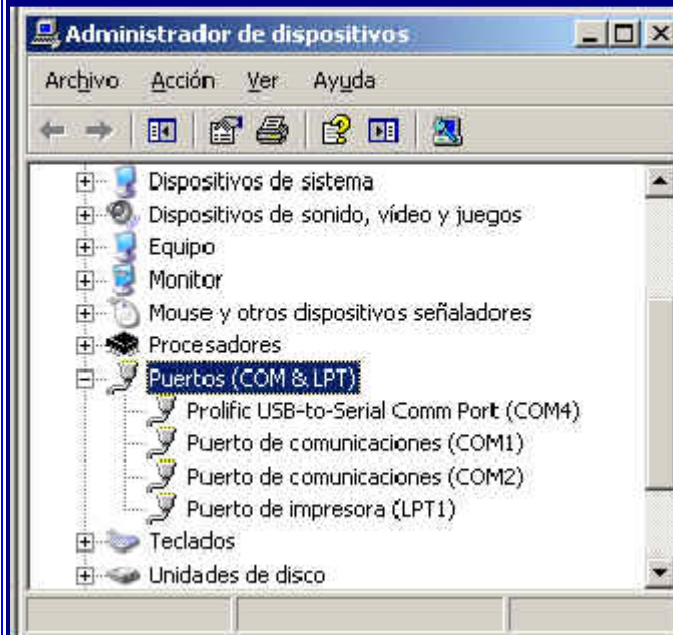 Administrador de dispositivos
Archivo Acción Ver Ayuda
Dispositivos de sistema
Dispositivos de sonido, vídeo y juegos
Equipo
Monitor
Mouse y otros dispositivos señaladores
Procesadores
Puertos (COM & LPT)
Prolific USB-to-Serial Comm Port (COM4)
Puerto de comunicaciones (COM1)
Puerto de comunicaciones (COM2)
Puerto de impresora (LPT1)
Teclados
Unidades de disco